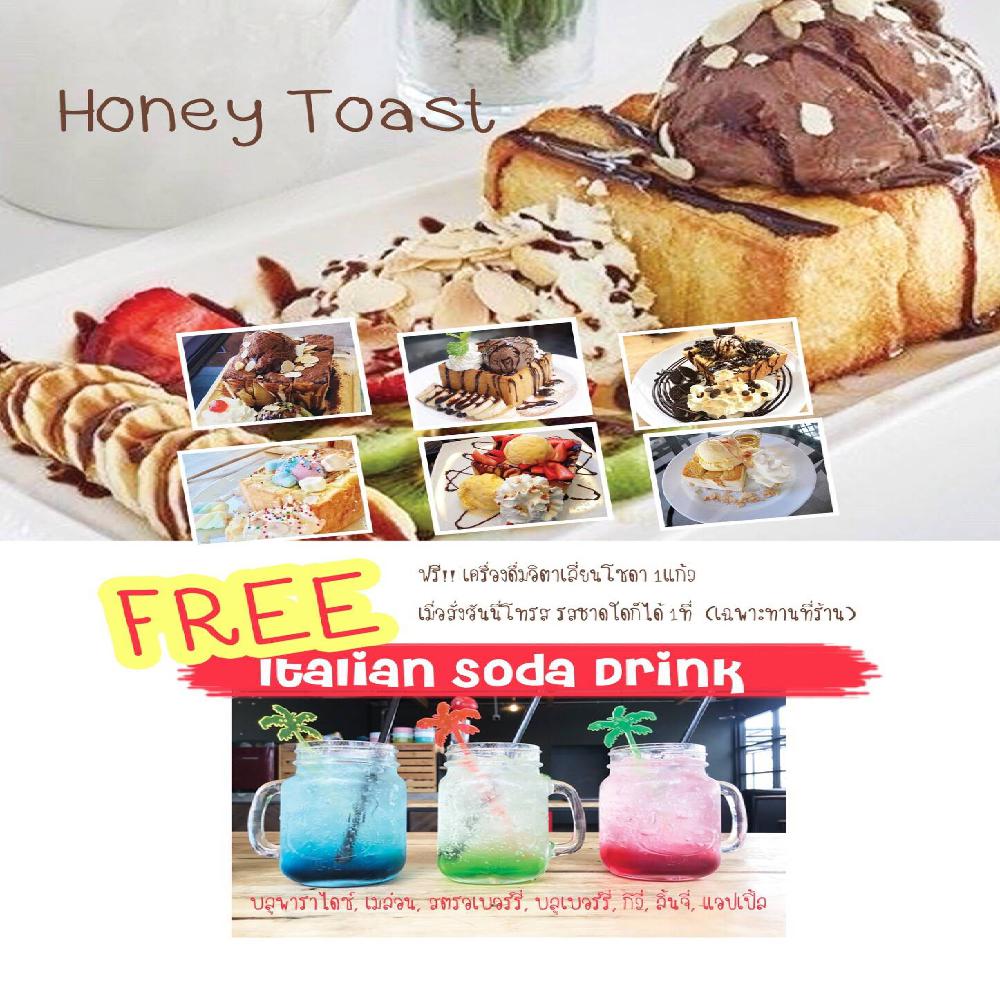 Honey Toast
FREE
ฟรี!! เครื่องดื่มอิตาเลี่ยนโซดา 1แก้ว
เมื่อสั่งฮันนี่โทรส รสชาดใดก็ได้ 1ที่ (เฉพาะทานที่ร้าน)
Italian Soda Drink
บลูพาราไดซ์, เมล่อน, สตรอเบอร์รี่, บลูเบอร์รี่, กีวี่, ลิ้นจี่, แอปเปิ้ล